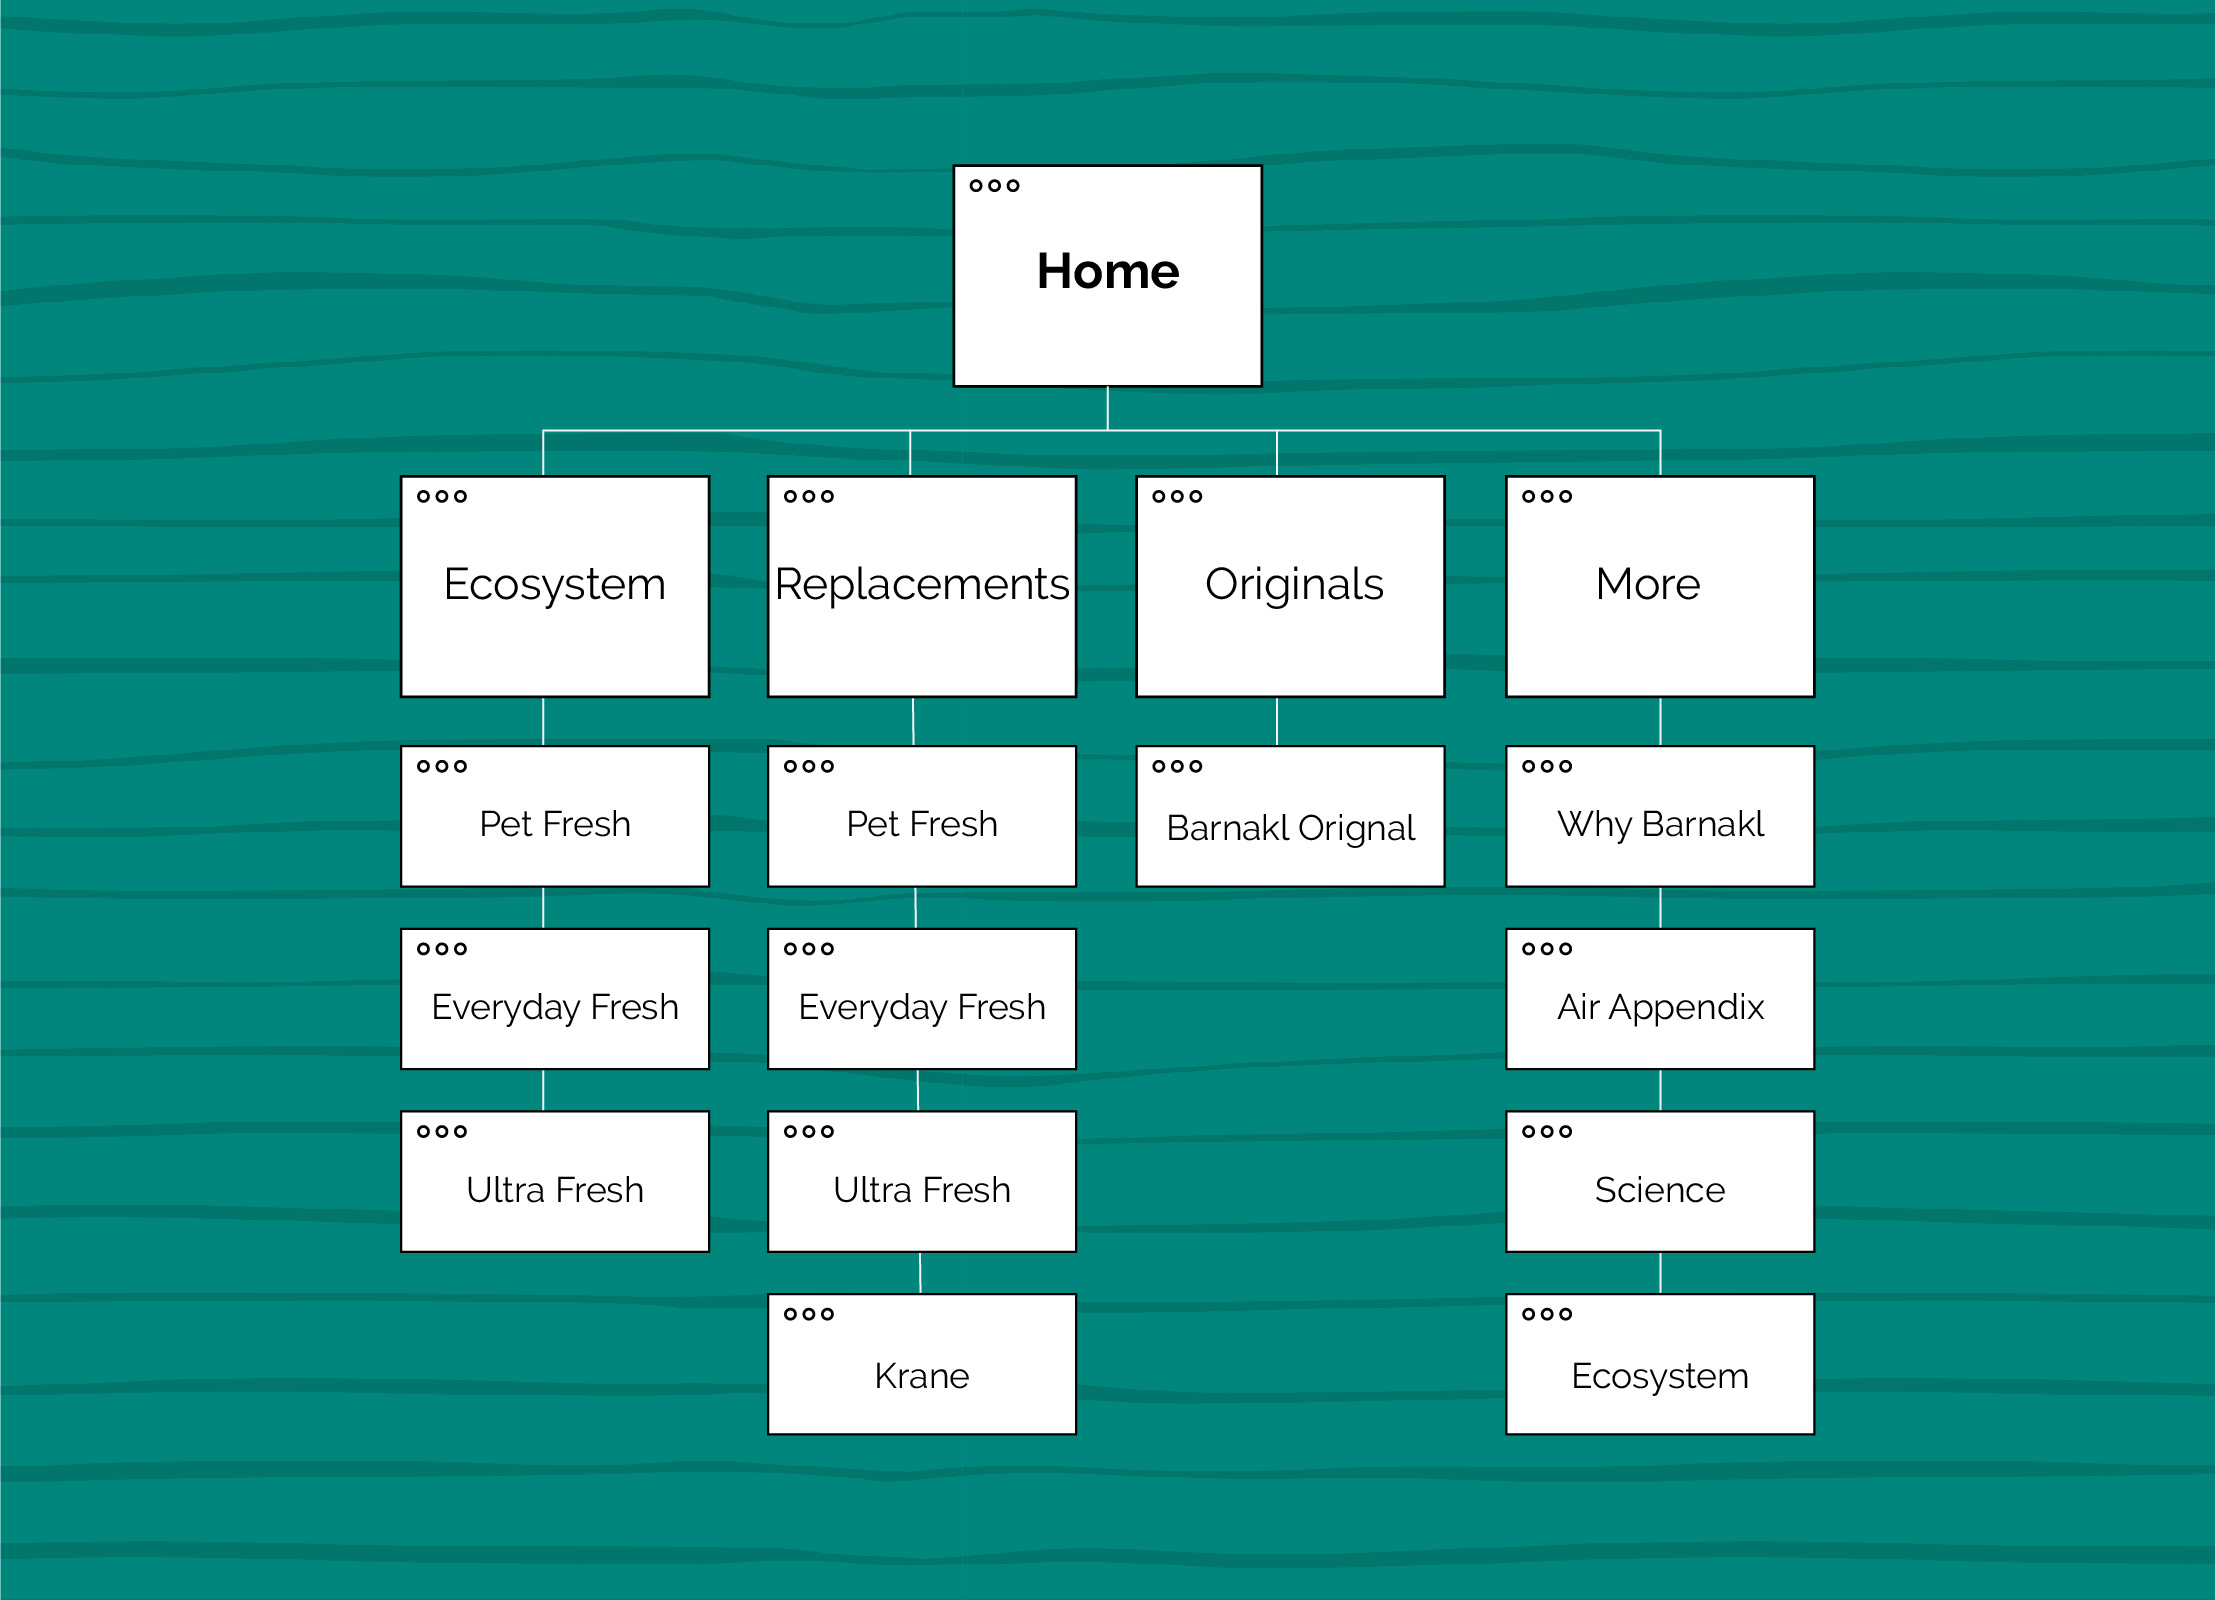 Home
Ecosystem
Replacements
Originals
More
Pet Fresh
Pet Fresh
Barnakl Orignal
Why Barnakl
Everyday Fresh
Everyday Fresh
Air Appendix
Ultra Fresh
Ultra Fresh
Science
Krane
Ecosystem